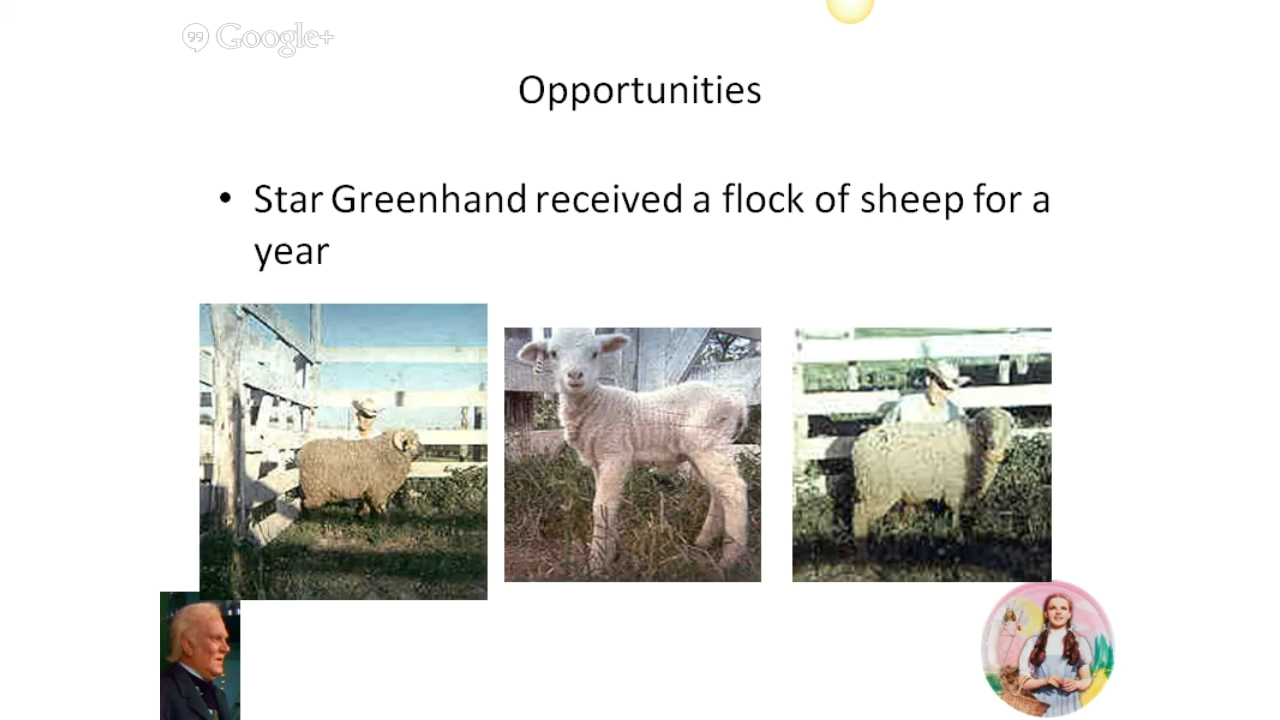 Google+
Opportunities
• Star Greenhand received a flock of sheep for a
year